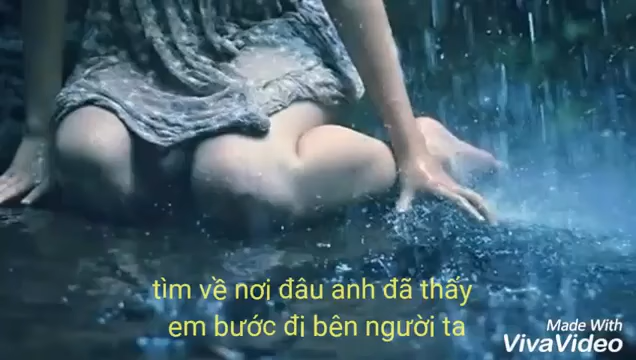 tìm về nơi đâu anh đã thấy
em bước đi bên người ta
Made With
VivaVideo